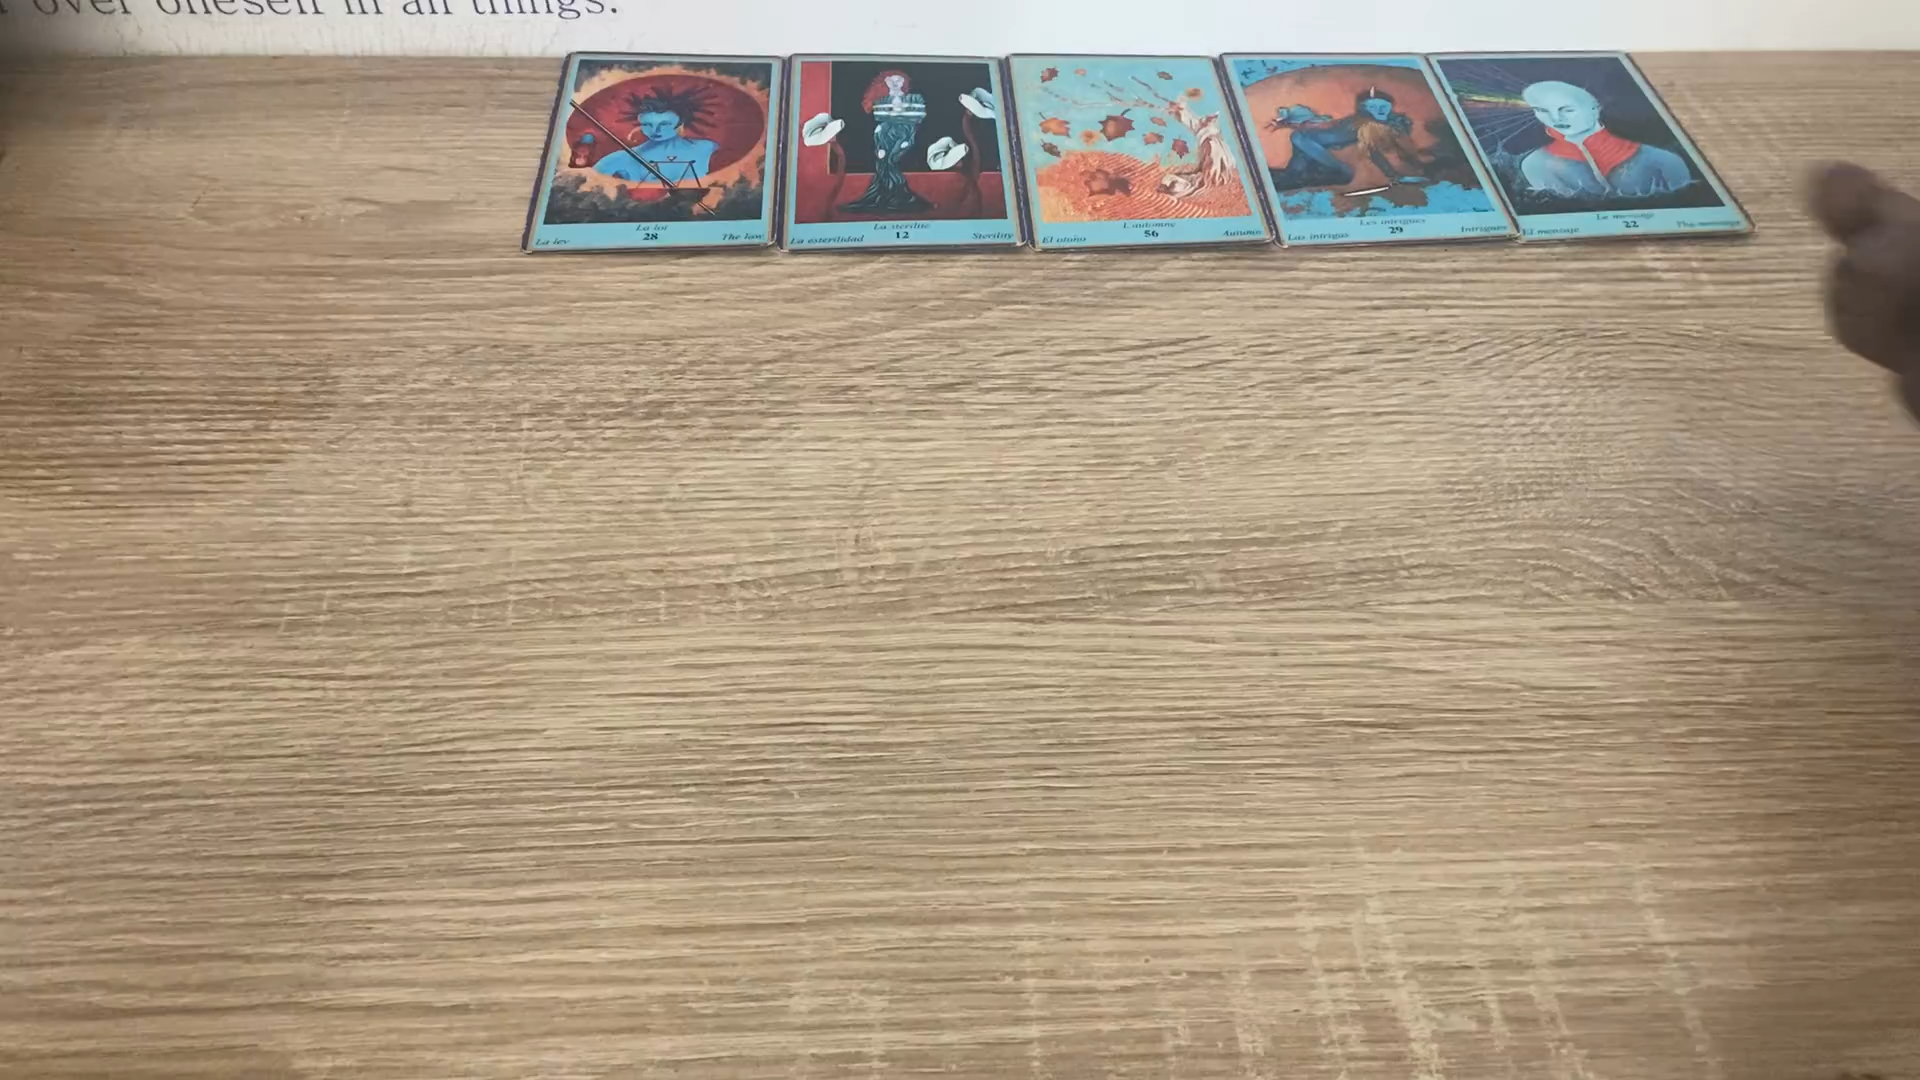 over oneself in all things.
La loi
La ley 28 The law
La sterilite
La esterilidad 12 Sterility
L'automne
El otoño 56 Autumn
Les intrigues
Las intrigas 29 Intrigues
Le message
El mensaje 22 The message